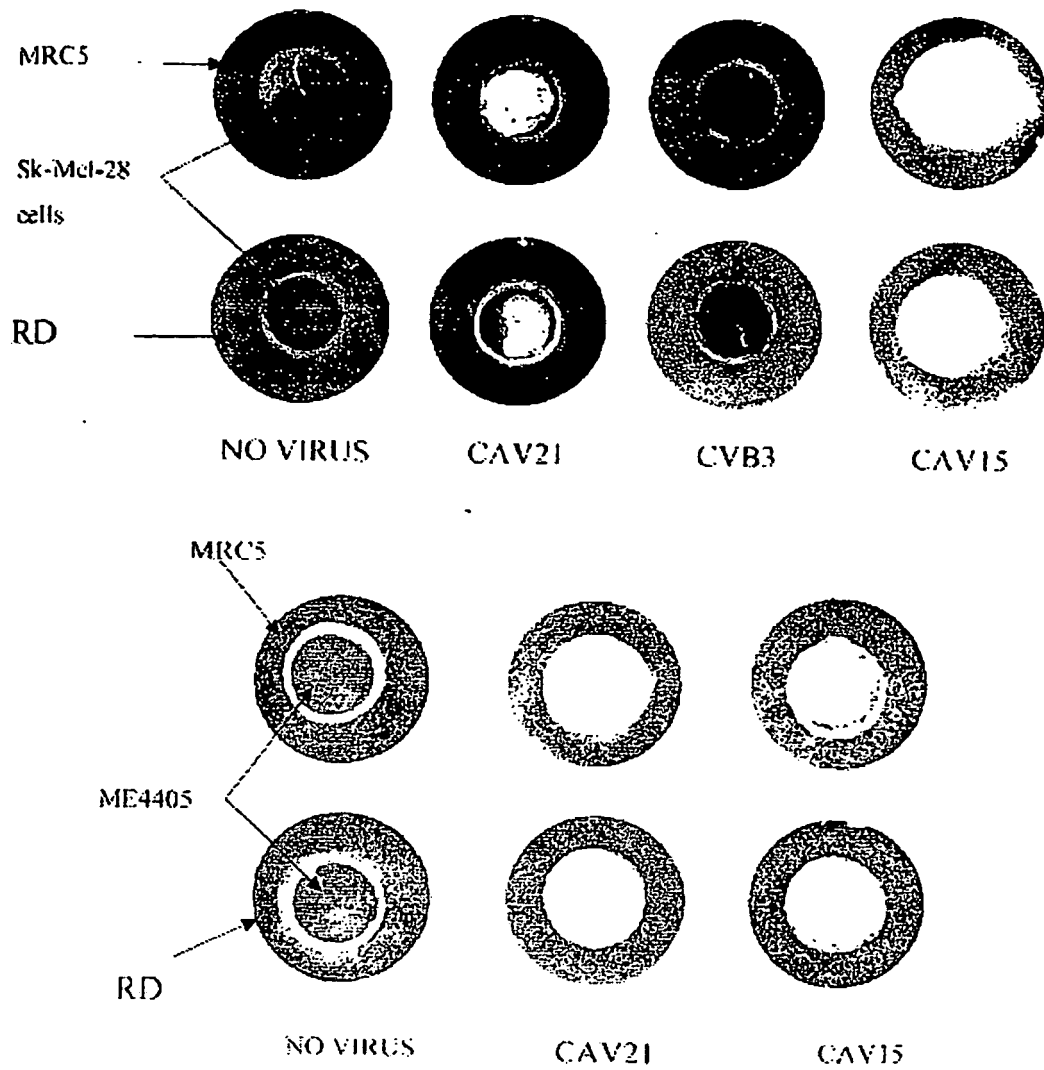 MRC5
Sk-Mel-28
cells
RD
NO VIRUS
CAV21
CVB3
CAV15
MRC5
ME4405
RD
NO VIRUS
CAV21
CAV15